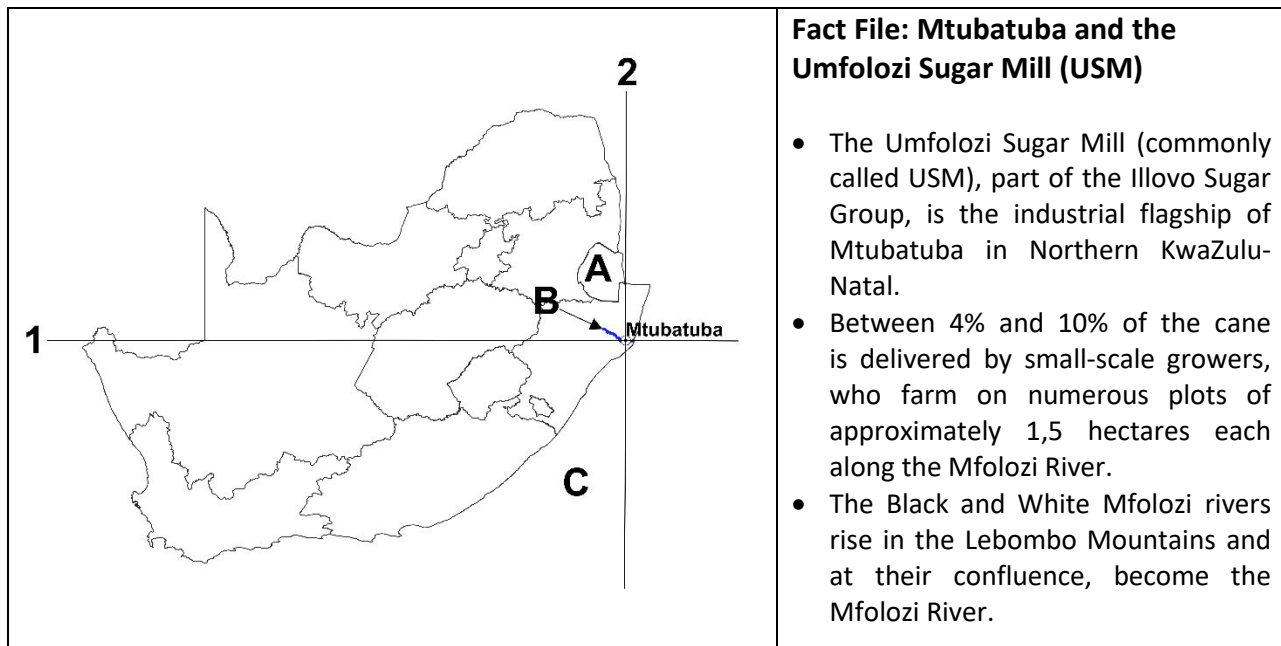 2
A
B
Mtubatuba
1
C
Fact File: Mtubatuba and the
Umfolozi Sugar Mill (USM)
• The Umfolozi Sugar Mill (commonly
called USM), part of the Illovo Sugar
Group, is the industrial flagship of
Mtubatuba in Northern KwaZulu-
Natal.
• Between 4% and 10% of the cane
is delivered by small-scale growers,
who farm on numerous plots of
approximately 1,5 hectares each
along the Mfolozi River.
• The Black and White Mfolozi rivers
rise in the Lebombo Mountains and
at their confluence, become the
Mfolozi River.